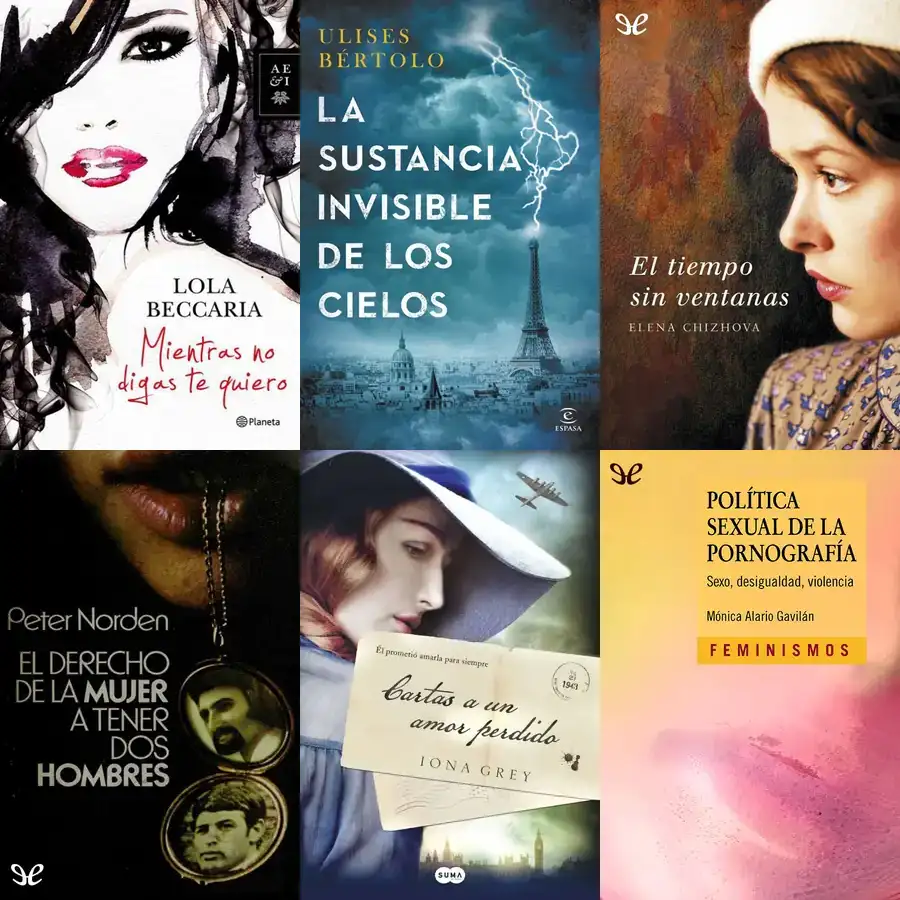 AE
&I
LOLA
BECCARIA
Mientras no
digas te quiero
Planeta
ULISES
BÉRTOLO
LA
SUSTANCIA
INVISIBLE
DE LOS
CIELOS
ESPASA
El tiempo
sin ventanas
ELENA CHIZHOVA
Peter Norden
EL DERECHO
DE LA MUJER
A TENER
DOS
HOMBRES
Él prometió amarla para siempre
1943
Cartas a un
amor perdido
IONA GREY
SUMA
POLÍTICA
SEXUAL DE LA
PORNOGRAFÍA
Sexo, desigualdad, violencia
Mónica Alario Gavilán
FEMINISMOS